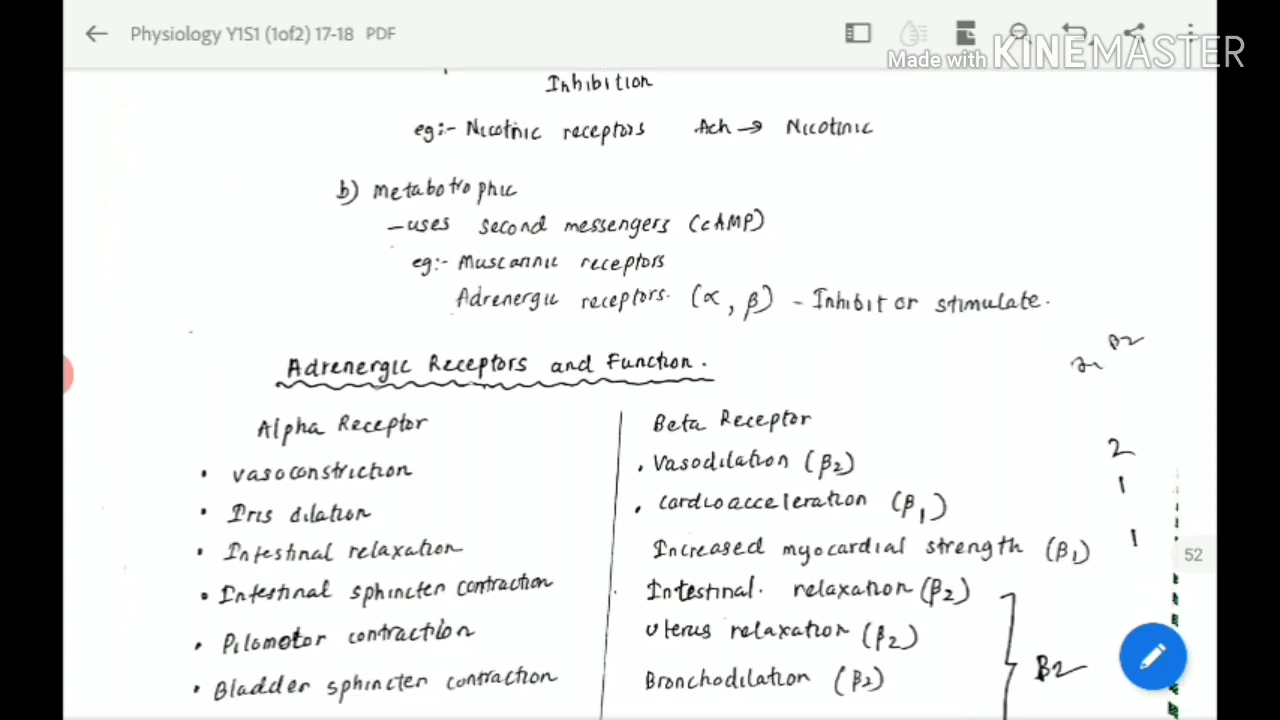 Physiology Y1S1 (1of2) 17-18 PDF
Made with KINEMASTER
Inhibition
eg:- Nicotinic receptors Ach → Nicotinic
b) Metabotrophic
- uses second messengers (cAMP)
eg:- Muscarinic receptors
Adrenergic receptors. (α, β) - Inhibit or stimulate.
β2
Adrenergic Receptors and Function.
Alpha Receptor
Beta Receptor
• vasoconstriction
• Vasodilation (β2) 2
• Iris dilation
• cardioacceleration (β1) 1
• Intestinal relaxation
Increased myocardial strength (β1) 1
52
• Intestinal sphincter contraction
Intestinal. relaxation (β2)
• Pilomotor contraction
Uterus relaxation (β2)
• Bladder sphincter contraction
Bronchodilation (β2)
β2